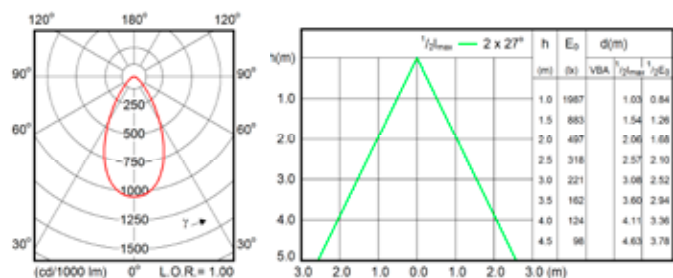 120° 180° 120°
90° 90°
250
60° 500 60°
750
1000
1250
γ
30° 1500 30°
(cd/1000 lm) 0° L.O.R.= 1.00
h(m)
1/2Imax 2 x 27°
1.0
2.0
3.0
4.0
5.0
3.0 2.0 1.0 0.0 1.0 2.0 3.0 (m)
h E₀ d(m)
(m) (lx) VBA 1/2Imax 1/2E₀
1.0 1987 1.03 0.84
1.5 883 1.54 1.26
2.0 497 2.06 1.68
2.5 318 2.57 2.10
3.0 221 3.08 2.52
3.5 162 3.60 2.94
4.0 124 4.11 3.36
4.5 98 4.63 3.78